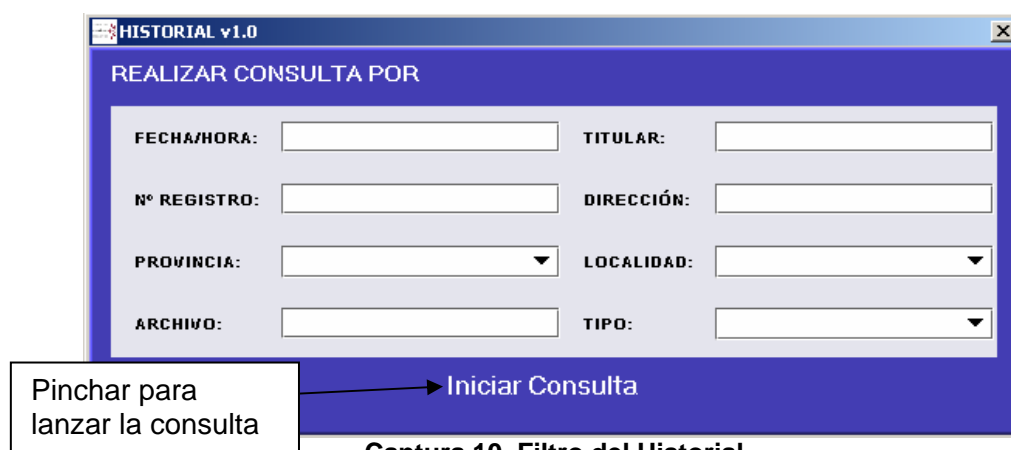 HISTORIAL v1.0
REALIZAR CONSULTA POR
FECHA/HORA: TITULAR:
Nº REGISTRO: DIRECCIÓN:
PROVINCIA: LOCALIDAD:
ARCHIVO: TIPO:
Iniciar Consulta
Pinchar para
lanzar la consulta
Captura 10. Filtro del Historial